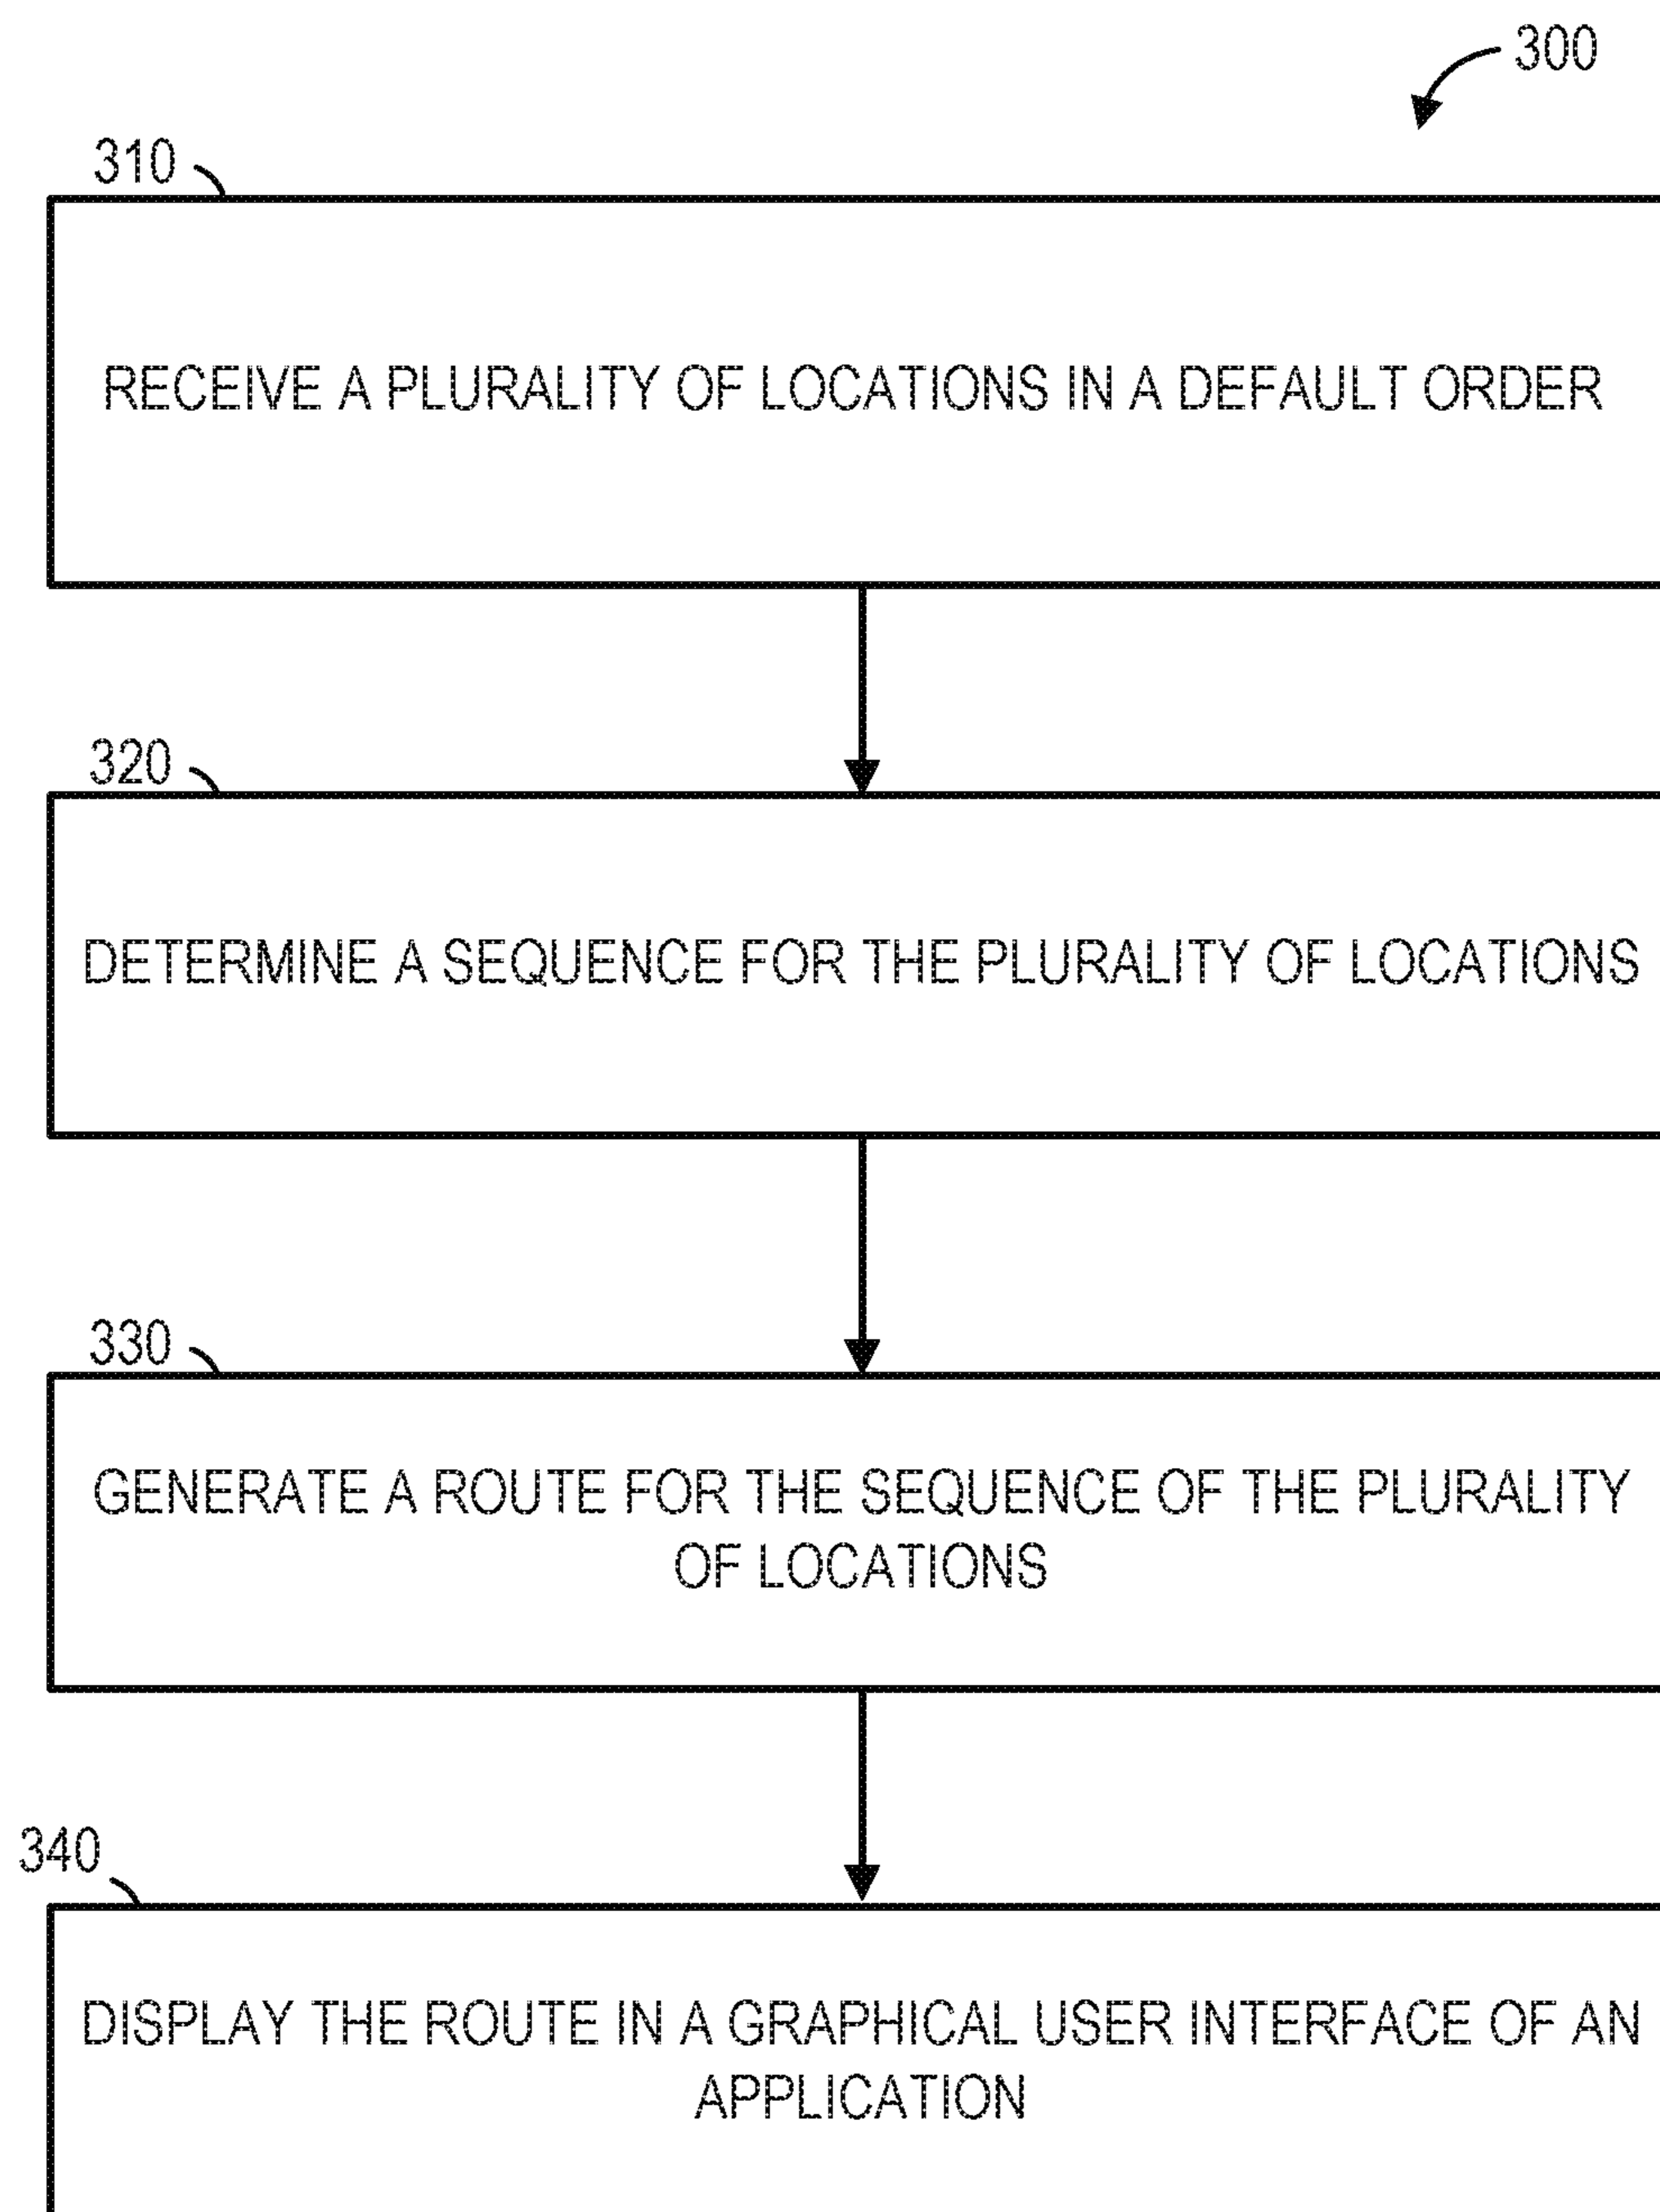 300
310
RECEIVE A PLURALITY OF LOCATIONS IN A DEFAULT ORDER
320
DETERMINE A SEQUENCE FOR THE PLURALITY OF LOCATIONS
330
GENERATE A ROUTE FOR THE SEQUENCE OF THE PLURALITY
OF LOCATIONS
340
DISPLAY THE ROUTE IN A GRAPHICAL USER INTERFACE OF AN
APPLICATION